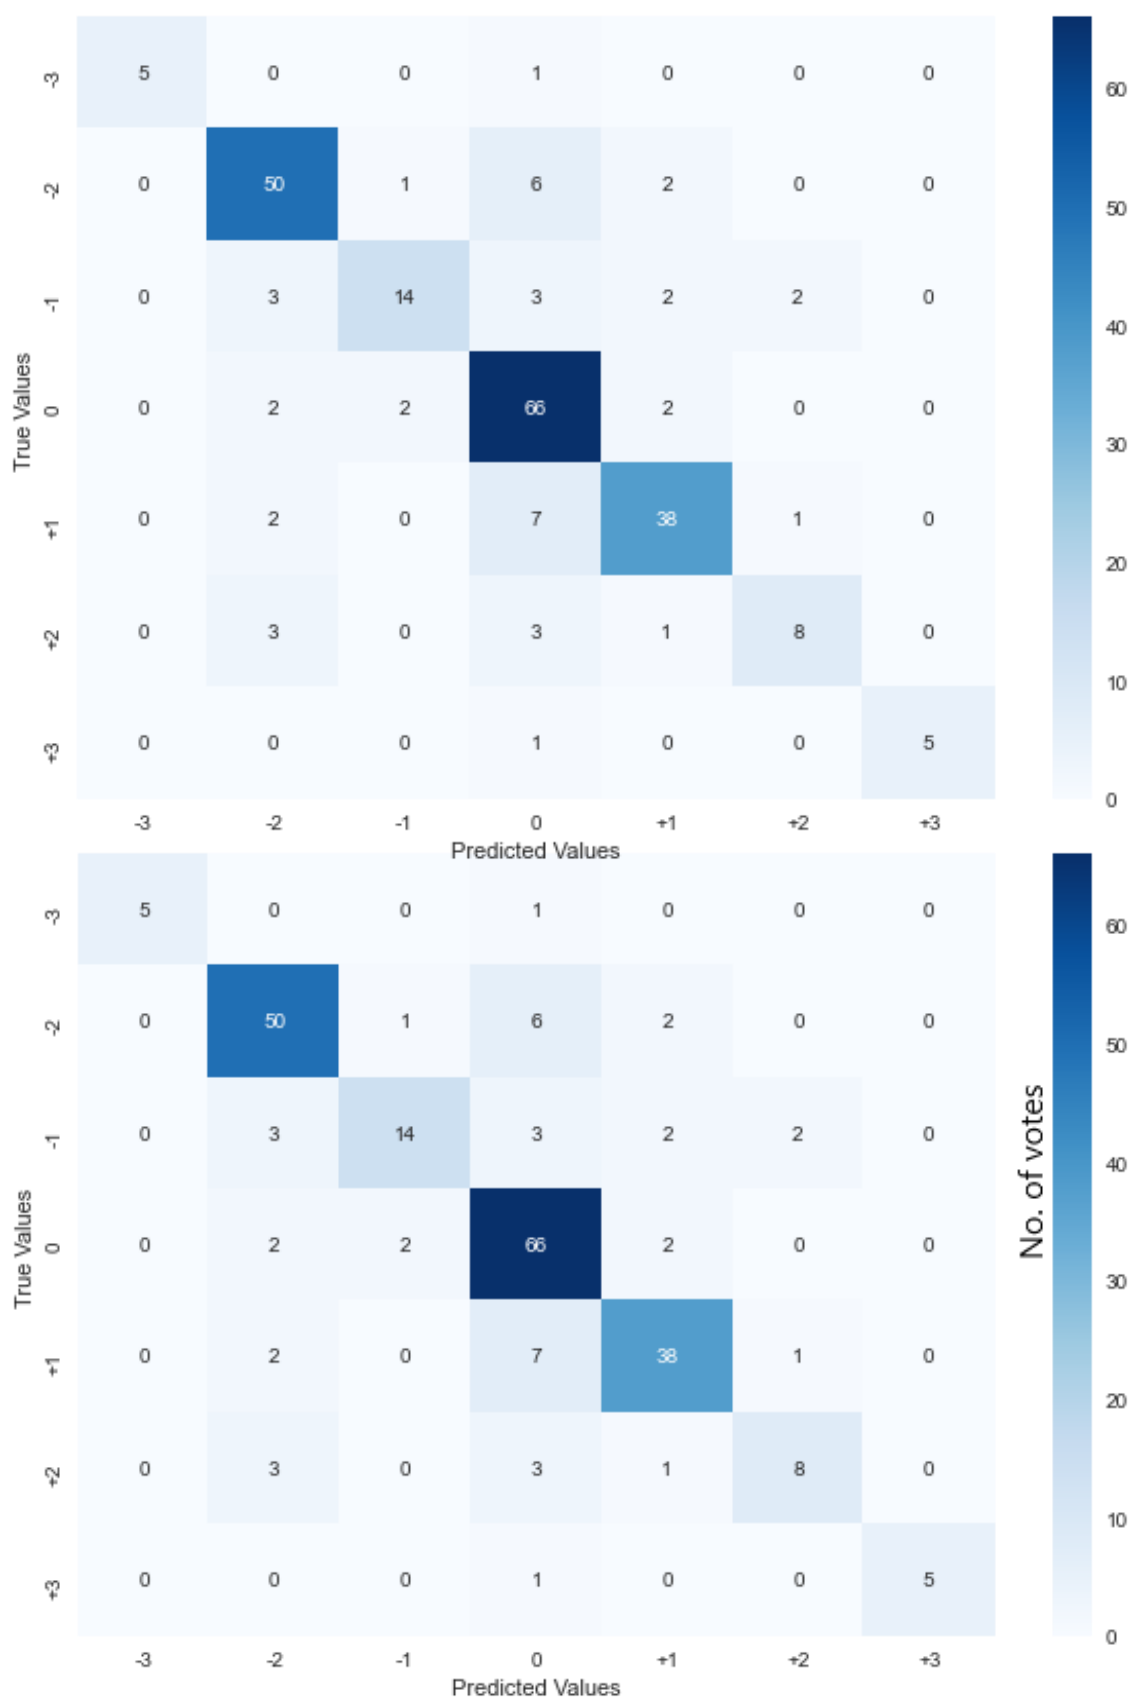 -3 5 0 0 1 0 0 0
-2 0 50 1 6 2 0 0
-1 0 3 14 3 2 2 0
0 0 2 2 66 2 0 0
+1 0 2 0 7 38 1 0
+2 0 3 0 3 1 8 0
+3 0 0 0 1 0 0 5
True Values
-3 -2 -1 0 +1 +2 +3
Predicted Values
60
50
40
30
20
10
0
-3 5 0 0 1 0 0 0
-2 0 50 1 6 2 0 0
-1 0 3 14 3 2 2 0
0 0 2 2 66 2 0 0
+1 0 2 0 7 38 1 0
+2 0 3 0 3 1 8 0
+3 0 0 0 1 0 0 5
True Values
-3 -2 -1 0 +1 +2 +3
Predicted Values
No. of votes
60
50
40
30
20
10
0